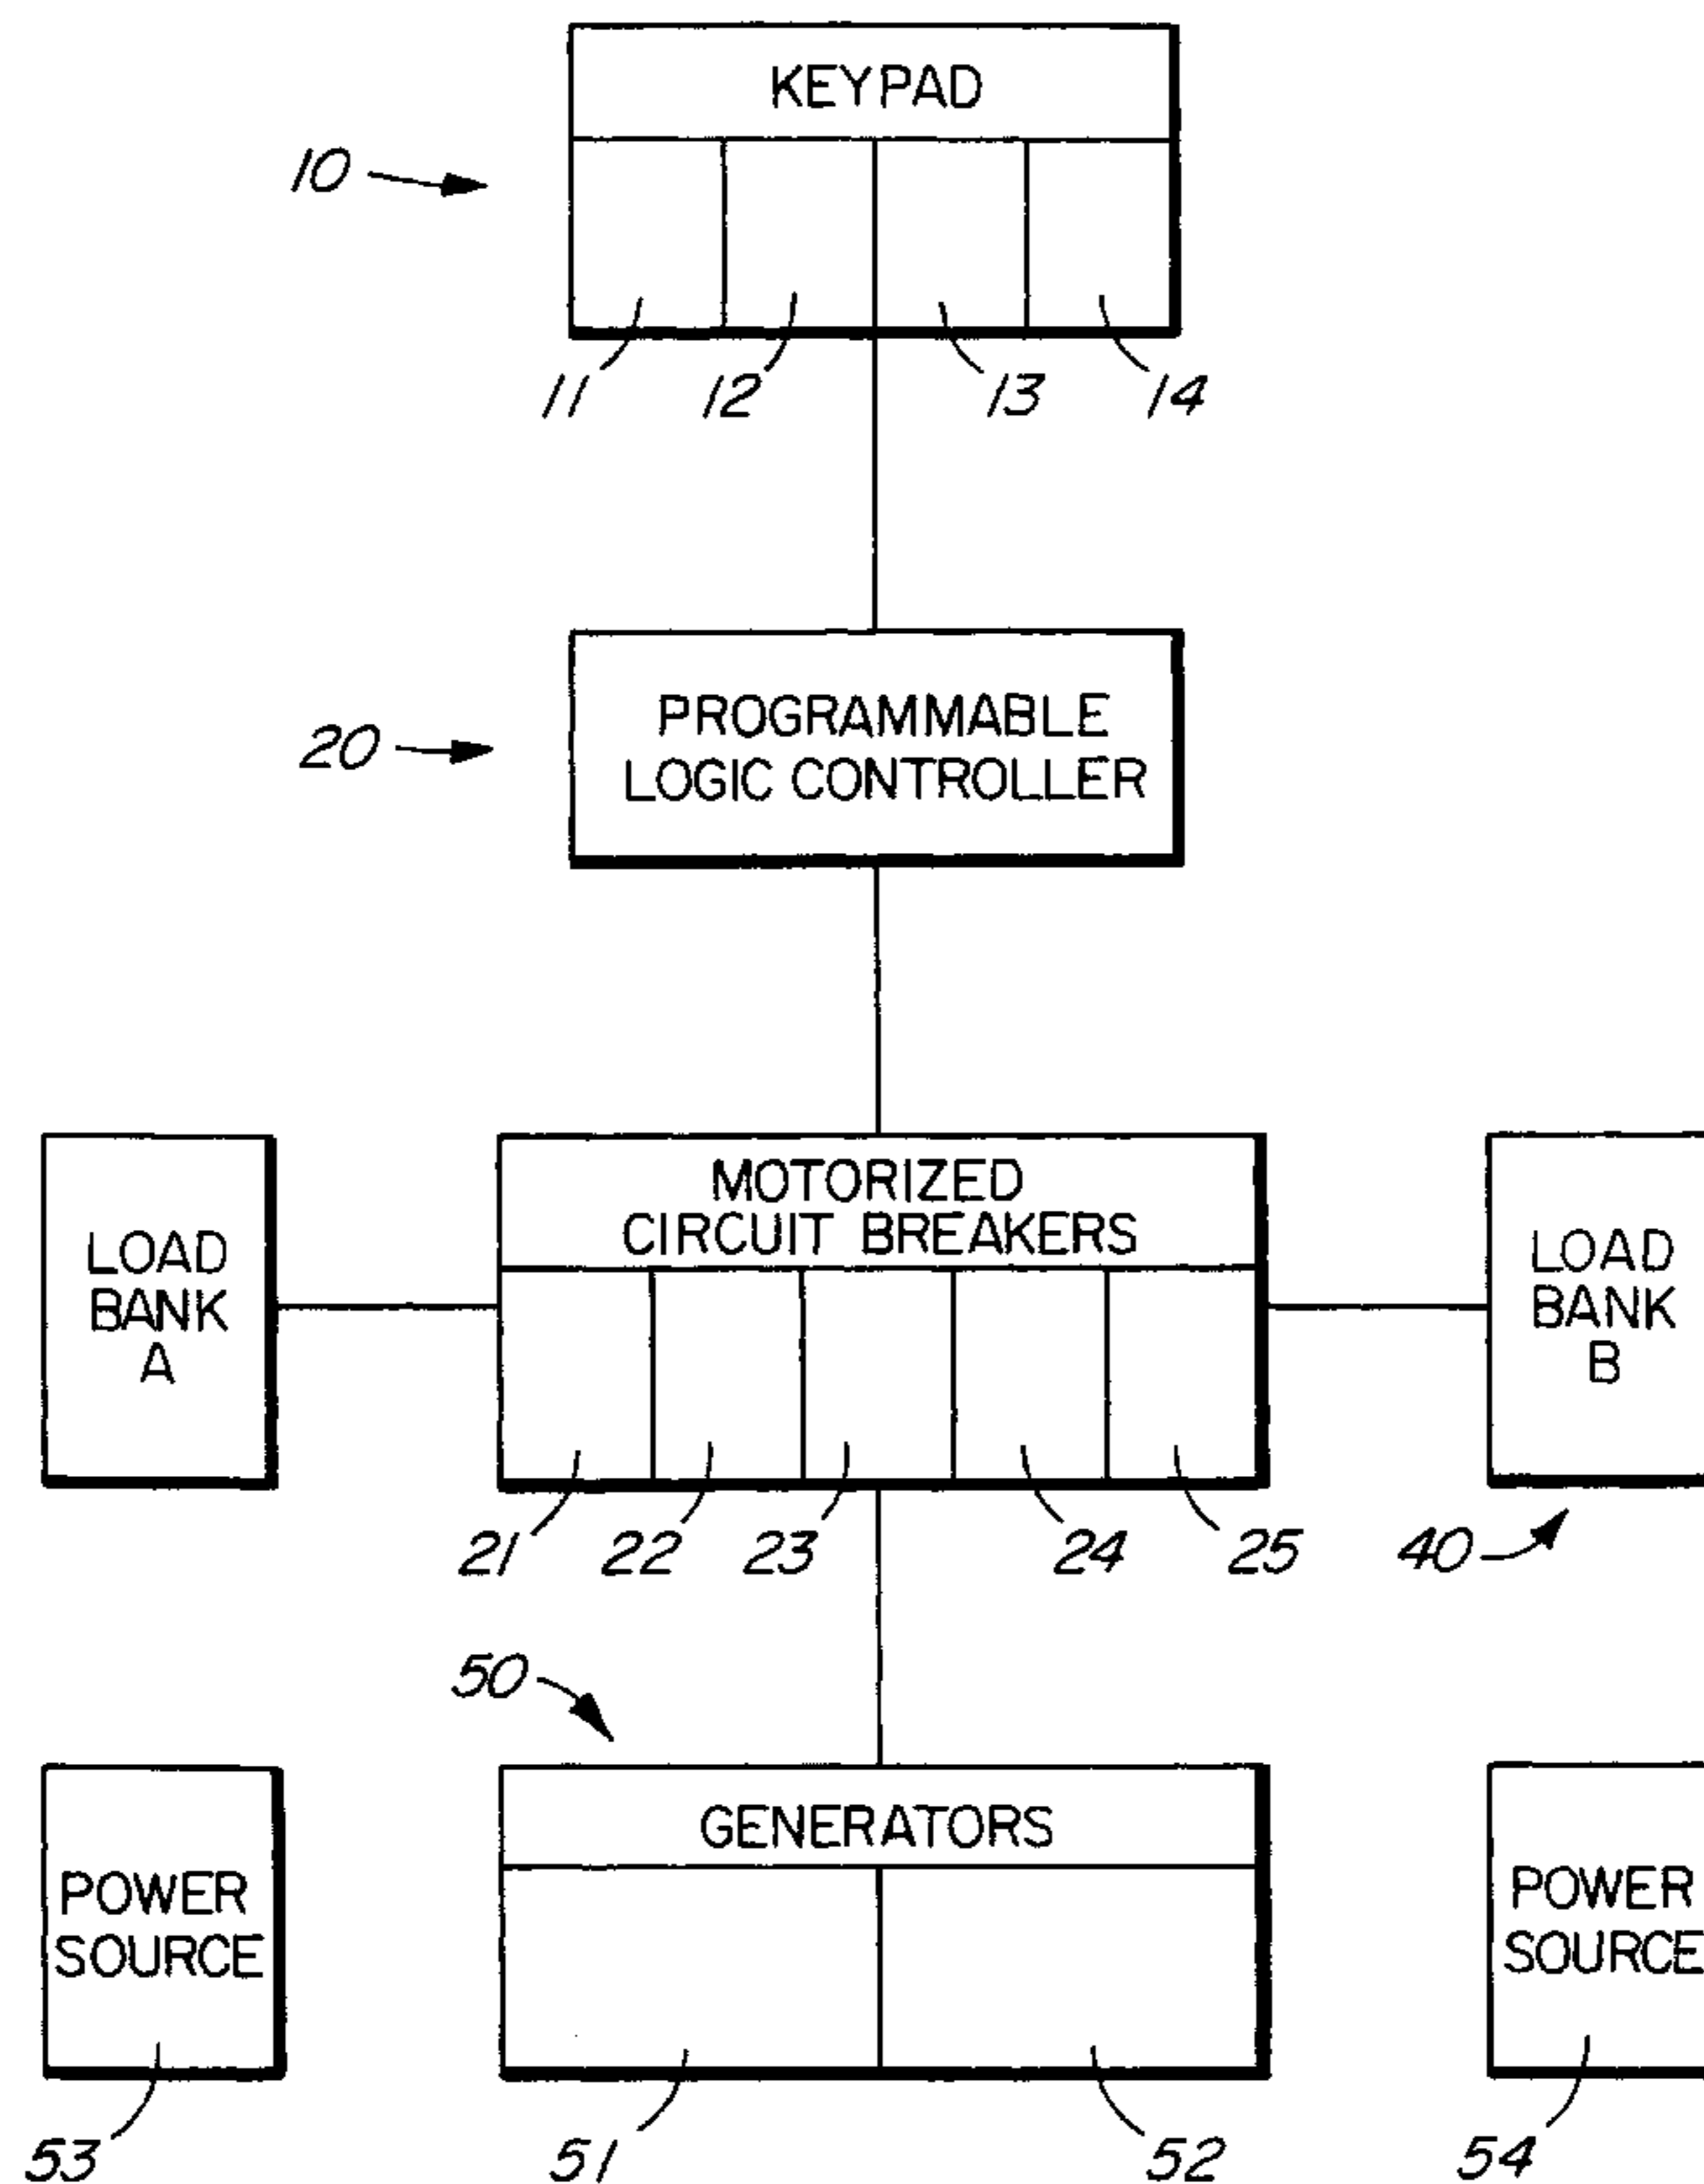 KEYPAD
10
11 12 13 14
20
PROGRAMMABLE
LOGIC CONTROLLER
LOAD
BANK
A
MOTORIZED
CIRCUIT BREAKERS
LOAD
BANK
B
21 22 23 24 25 40
50
POWER
SOURCE
GENERATORS
POWER
SOURCE
53 51 52 54